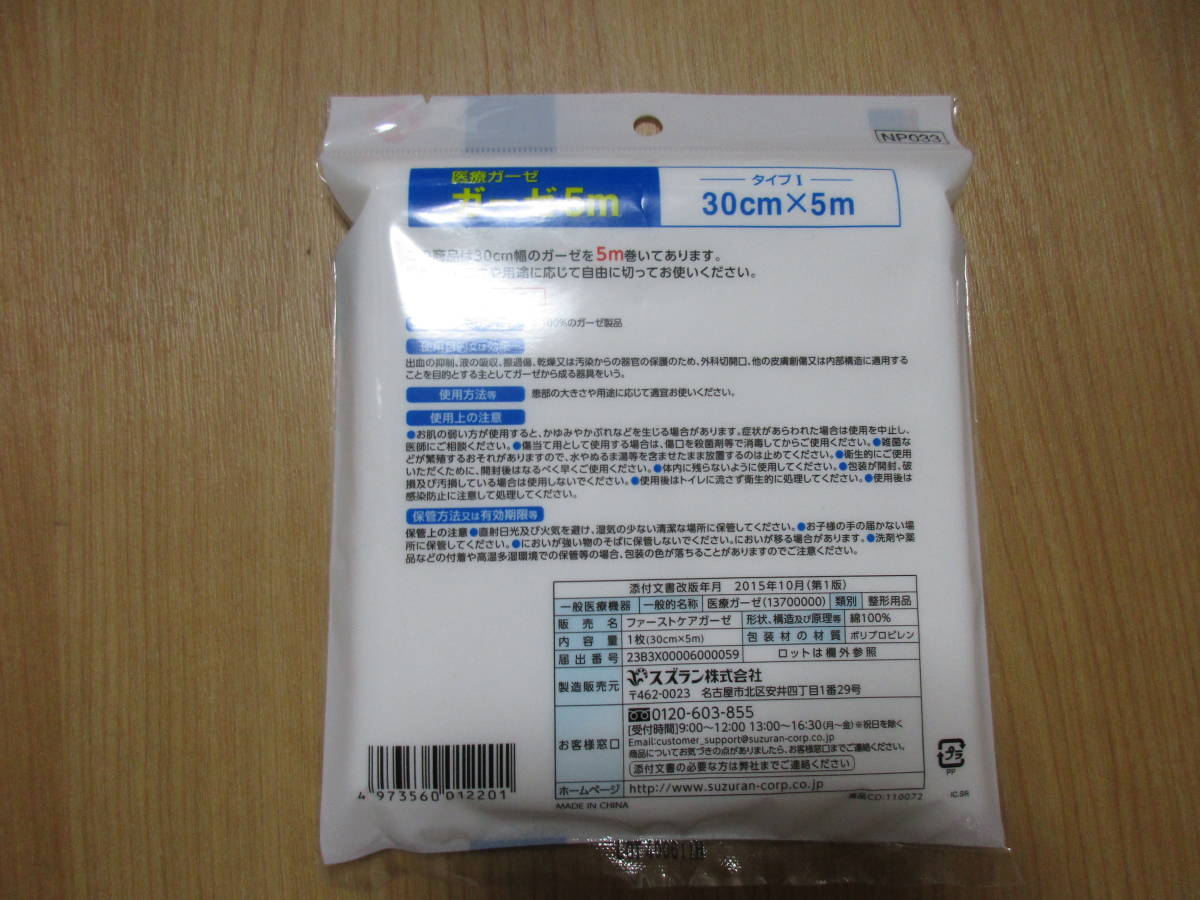 NP033
医療ガーゼ
ガーゼ5m
タイプI
30cm×5m
商品は30cm幅のガーゼを5m巻いてあります。
や用途に応じて自由に切ってお使いください。
100%のガーゼ製品
使用目的又は効果
出血の抑制、液の吸収、擦過傷、乾燥又は汚染からの器官の保護のため、外科切開口、他の皮膚創傷又は内部構造に適用する
ことを目的とする主としてガーゼから成る器具をいう。
使用方法等 患部の大きさや用途に応じて適宜お使いください。
使用上の注意
●お肌の弱い方が使用すると、かゆみやかぶれなどを生じる場合があります。症状があらわれた場合は使用を中止し、
医師にご相談ください。●傷当て用として使用する場合は、傷口を殺菌剤等で消毒してからご使用ください。●雑菌な
どが繁殖するおそれがありますので、水やぬるま湯等を含ませたまま放置するのは止めてください。●衛生的にご使用
いただくために、開封後はなるべく早くご使用ください。●体内に残らないように使用してください。●包装が開封、破
損及び汚損している場合は使用しないでください。●使用後はトイレに流さず衛生的に処理してください。●使用後は
感染防止に注意して処理してください。
保管方法又は有効期限等
保管上の注意●直射日光及び火気を避け、湿気の少ない清潔な場所に保管してください。●お子様の手の届かない場
所に保管してください。●においが強い物のそばに保管しないでください。においが移る場合があります。●洗剤や薬
品などの付着や高温多湿環境での保管等の場合、包装の色が落ちることがありますのでご注意ください。
添付文書改版年月 2015年10月(第1版)
一般医療機器 一般的名称 医療ガーゼ(13700000) 類別 整形用品
販売名 ファーストケアガーゼ 形状、構造及び原理等 綿100%
内容量 1枚(30cm×5m) 包装材の材質 ポリプロピレン
届出番号 23B3X00006000059 ロットは欄外参照
製造販売元 スズラン株式会社
〒462-0023 名古屋市北区安井四丁目1番29号
お客様窓口 0120-603-855
[受付時間]9:00~12:00 13:00~16:30(月~金)※祝日を除く
Email:customer_support@suzuran-corp.co.jp
商品についてお気づきの点がありましたら、お客様窓口までご連絡ください。
添付文書の必要な方は弊社までご連絡ください
ホームページ http://www.suzuran-corp.co.jp
プラ
PP
4 973560 012201
MADE IN CHINA
商品CD:110072
IC.SR